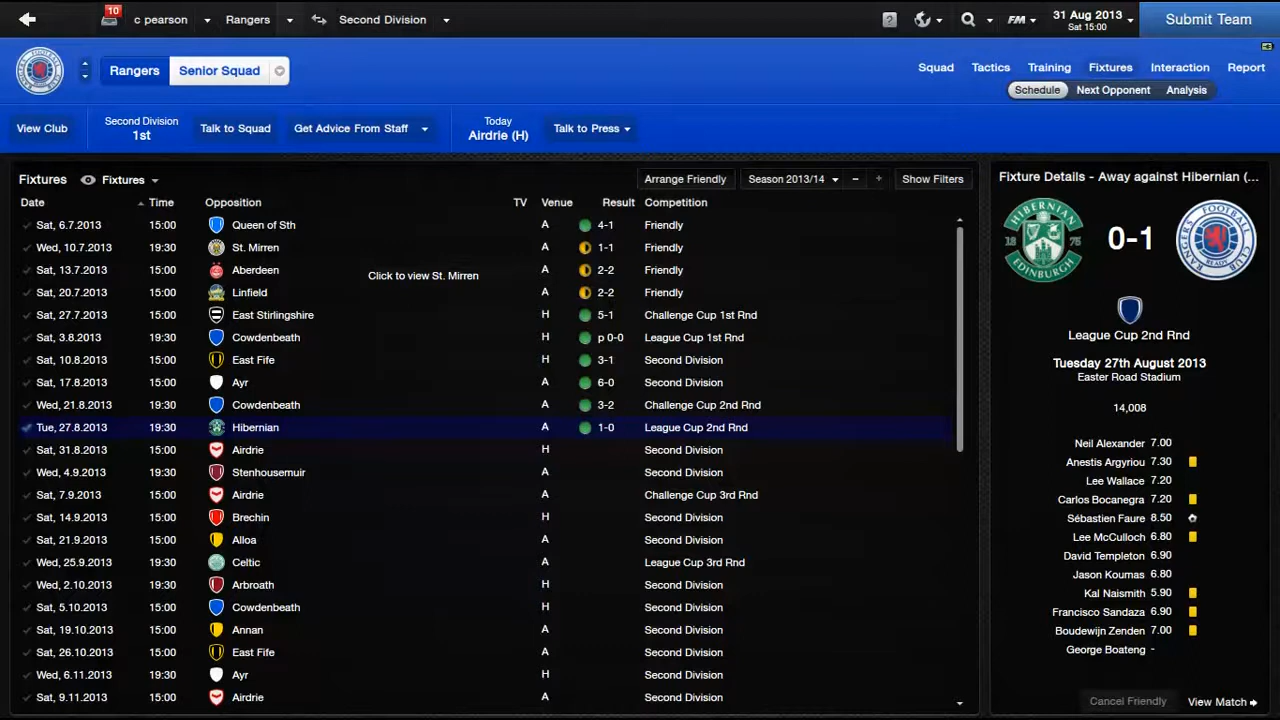 10 c pearson Rangers Second Division ? FM 31 Aug 2013 Submit Team
Sat 15:00
Rangers Senior Squad Squad Tactics Training Fixtures Interaction Report
Schedule Next Opponent Analysis
View Club Second Division 1st Talk to Squad Get Advice From Staff Today Airdrie (H) Talk to Press
Fixtures Fixtures Arrange Friendly Season 2013/14 - + Show Filters
Date Time Opposition TV Venue Result Competition
Sat, 6.7.2013 15:00 Queen of Sth A 4-1 Friendly
Wed, 10.7.2013 19:30 St. Mirren A 1-1 Friendly
Sat, 13.7.2013 15:00 Aberdeen A 2-2 Friendly
Click to view St. Mirren
Sat, 20.7.2013 15:00 Linfield A 2-2 Friendly
Sat, 27.7.2013 15:00 East Stirlingshire H 5-1 Challenge Cup 1st Rnd
Sat, 3.8.2013 19:30 Cowdenbeath H p 0-0 League Cup 1st Rnd
Sat, 10.8.2013 15:00 East Fife H 3-1 Second Division
Sat, 17.8.2013 15:00 Ayr A 6-0 Second Division
Wed, 21.8.2013 19:30 Cowdenbeath A 3-2 Challenge Cup 2nd Rnd
Tue, 27.8.2013 19:30 Hibernian A 1-0 League Cup 2nd Rnd
Sat, 31.8.2013 15:00 Airdrie H Second Division
Wed, 4.9.2013 19:30 Stenhousemuir A Second Division
Sat, 7.9.2013 15:00 Airdrie A Challenge Cup 3rd Rnd
Sat, 14.9.2013 15:00 Brechin H Second Division
Sat, 21.9.2013 15:00 Alloa A Second Division
Wed, 25.9.2013 19:30 Celtic A League Cup 3rd Rnd
Wed, 2.10.2013 19:30 Arbroath H Second Division
Sat, 5.10.2013 15:00 Cowdenbeath H Second Division
Sat, 19.10.2013 15:00 Annan A Second Division
Sat, 26.10.2013 15:00 East Fife A Second Division
Wed, 6.11.2013 15:00 Ayr H Second Division
Sat, 9.11.2013 15:00 Airdrie A Second Division
Fixture Details - Away against Hibernian (...
HIBERNIAN 18 75 EDINBURGH
0-1
RANGERS FOOTBALL CLUB READY
League Cup 2nd Rnd
Tuesday 27th August 2013
Easter Road Stadium
14,008
Neil Alexander 7.00
Anestis Argyriou 7.30
Lee Wallace 7.20
Carlos Bocanegra 7.20
Sébastien Faure 8.50
Lee McCulloch 6.80
David Templeton 6.90
Jason Koumas 6.80
Kal Naismith 5.90
Francisco Sandaza 6.90
Boudewijn Zenden 7.00
George Boateng -
Cancel Friendly View Match